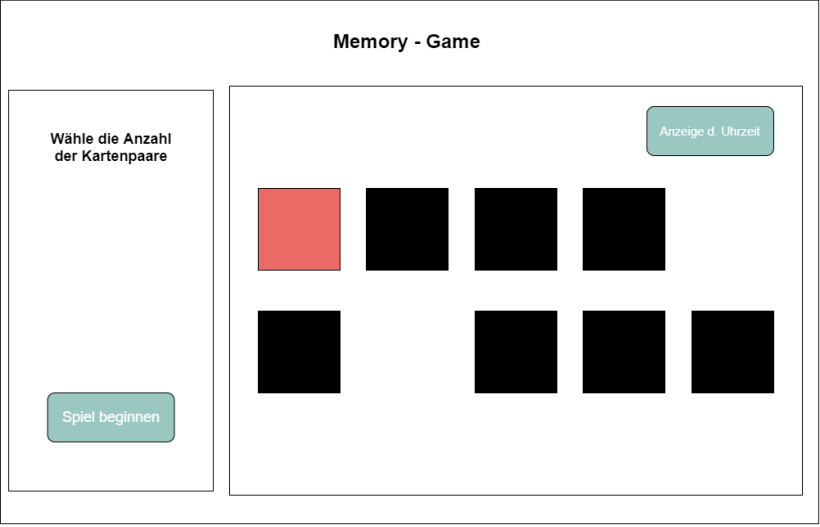 Memory - Game
Wähle die Anzahl
der Kartenpaare
Anzeige d. Uhrzeit
Spiel beginnen